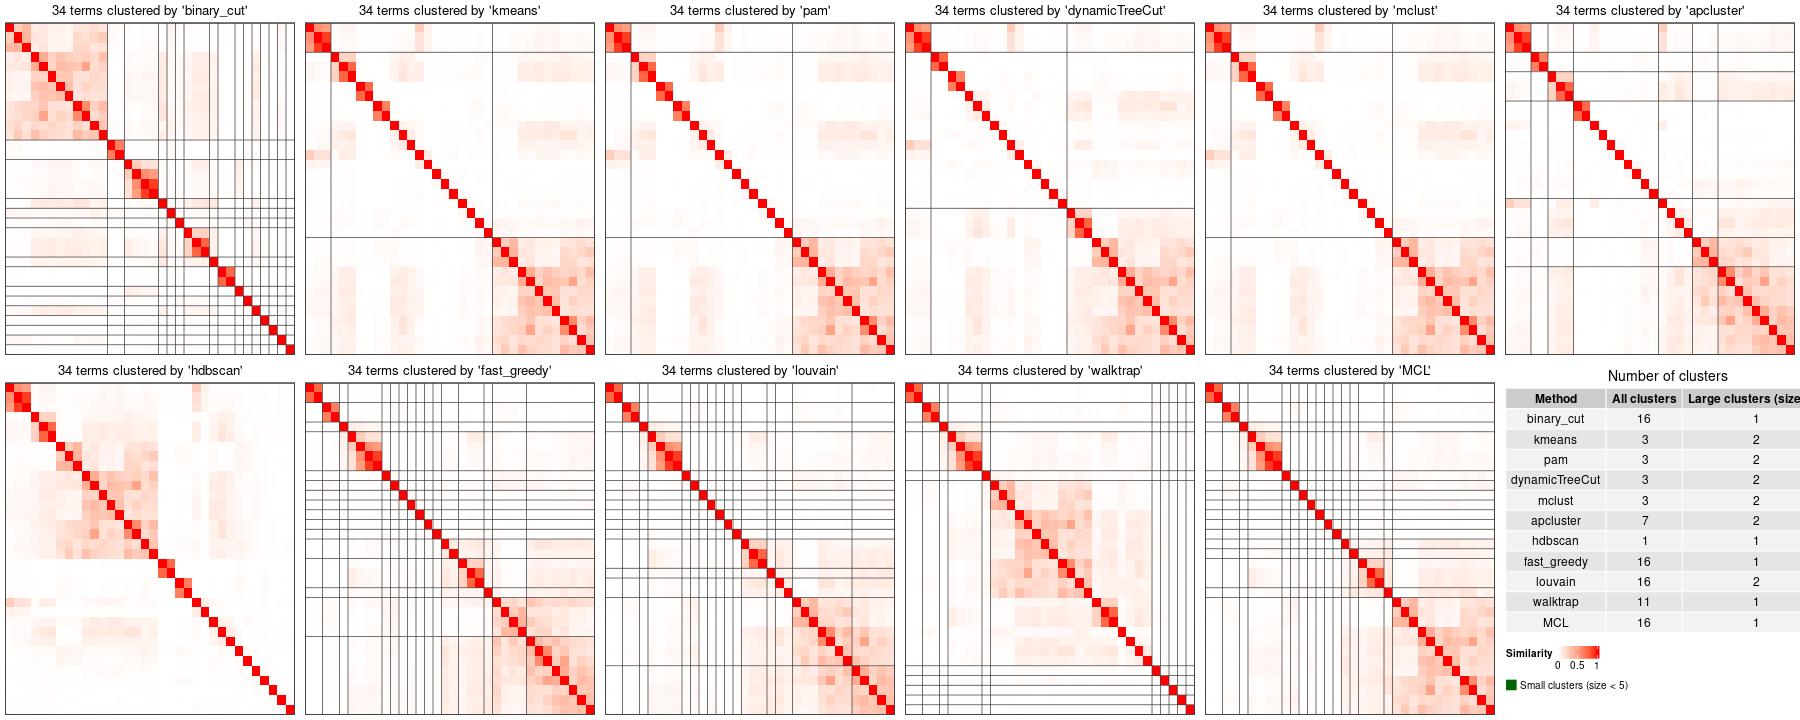 34 terms clustered by 'binary_cut'
34 terms clustered by 'kmeans'
34 terms clustered by 'pam'
34 terms clustered by 'dynamicTreeCut'
34 terms clustered by 'mclust'
34 terms clustered by 'apcluster'
34 terms clustered by 'hdbscan'
34 terms clustered by 'fast_greedy'
34 terms clustered by 'louvain'
34 terms clustered by 'walktrap'
34 terms clustered by 'MCL'
Number of clusters
Method All clusters Large clusters (size
binary_cut 16 1
kmeans 3 2
pam 3 2
dynamicTreeCut 3 2
mclust 3 2
apcluster 7 2
hdbscan 1 1
fast_greedy 16 1
louvain 16 2
walktrap 11 1
MCL 16 1
Similarity
0 0.5 1
Small clusters (size < 5)